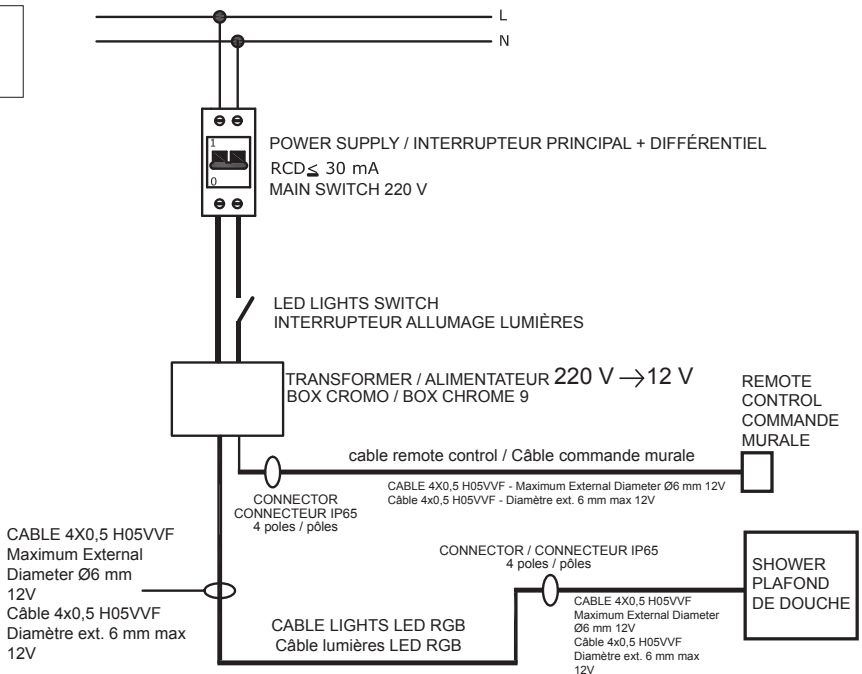 L
N
1
0
POWER SUPPLY / INTERRUPTEUR PRINCIPAL + DIFFÉRENTIEL
RCD≤ 30 mA
MAIN SWITCH 220 V
LED LIGHTS SWITCH
INTERRUPTEUR ALLUMAGE LUMIÈRES
TRANSFORMER / ALIMENTATEUR 220 V →12 V
BOX CROMO / BOX CHROME 9
REMOTE
CONTROL
COMMANDE
MURALE
cable remote control / Câble commande murale
CABLE 4X0,5 H05VVF - Maximum External Diameter Ø6 mm 12V
Câble 4x0,5 H05VVF - Diamètre ext. 6 mm max 12V
CONNECTOR
CONNECTEUR IP65
4 poles / pôles
CABLE 4X0,5 H05VVF
Maximum External
Diameter Ø6 mm
12V
Câble 4x0,5 H05VVF
Diamètre ext. 6 mm max
12V
CONNECTOR / CONNECTEUR IP65
4 poles / pôles
SHOWER
PLAFOND
DE DOUCHE
CABLE 4X0,5 H05VVF
Maximum External Diameter
Ø6 mm 12V
Câble 4x0,5 H05VVF
Diamètre ext. 6 mm max
12V
CABLE LIGHTS LED RGB
Câble lumières LED RGB